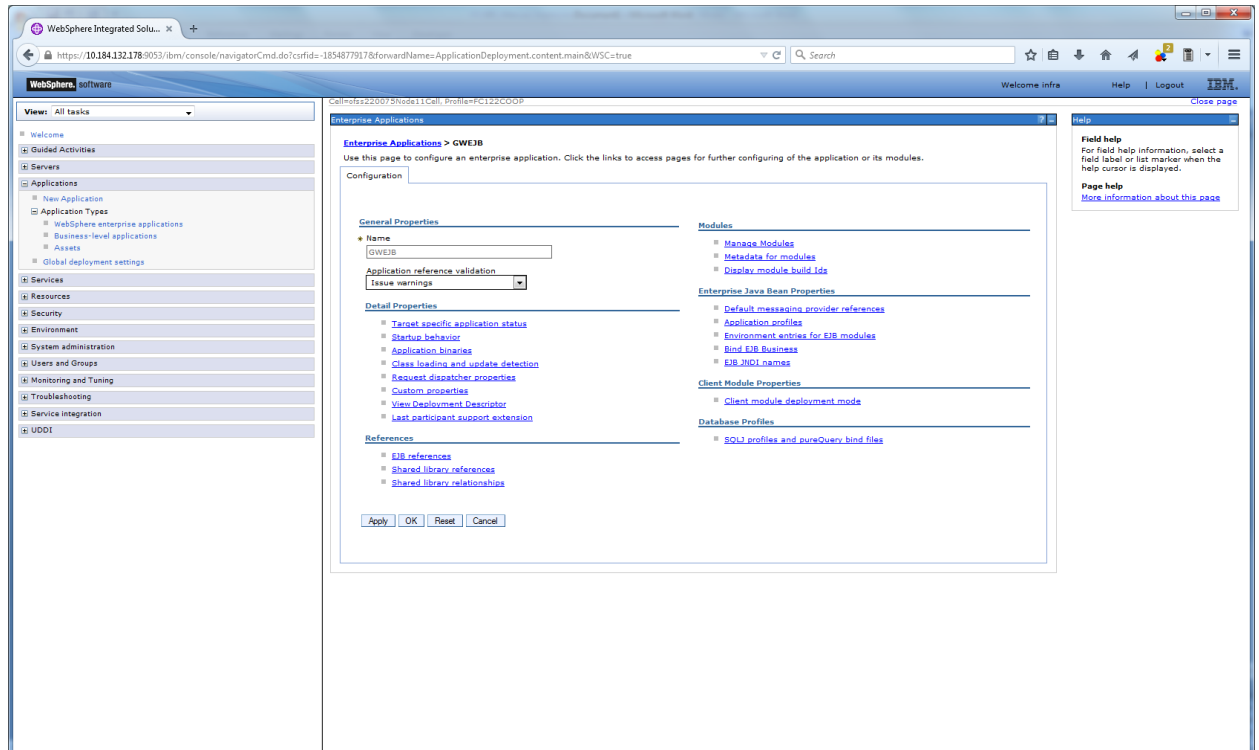 WebSphere Integrated Solu... × +
https://10.184.132.178:9053/ibm/console/navigatorCmd.do?csrfid=-1854877917&forwardName=ApplicationDeployment.content.main&WSC=true
Search
2
WebSphere. software
Welcome infra
Help | Logout
IBM.
View: All tasks
Welcome
Guided Activities
Servers
Applications
New Application
Application Types
WebSphere enterprise applications
Business-level applications
Assets
Global deployment settings
Services
Resources
Security
Environment
System administration
Users and Groups
Monitoring and Tuning
Troubleshooting
Service integration
UDDI
Cell=ofss220075Node11Cell, Profile=FC122COOP
Close page
Enterprise Applications
Enterprise Applications > GWEJB
Use this page to configure an enterprise application. Click the links to access pages for further configuring of the application or its modules.
Configuration
General Properties
Name
GWEJB
Application reference validation
Issue warnings
Detail Properties
Target specific application status
Startup behavior
Application binaries
Class loading and update detection
Request dispatcher properties
Custom properties
View Deployment Descriptor
Last participant support extension
References
EJB references
Shared library references
Shared library relationships
Modules
Manage Modules
Metadata for modules
Display module build Ids
Enterprise Java Bean Properties
Default messaging provider references
Application profiles
Environment entries for EJB modules
Bind EJB Business
EJB JNDI names
Client Module Properties
Client module deployment mode
Database Profiles
SQLJ profiles and pureQuery bind files
Apply OK Reset Cancel
Help
Field help
For field help information, select a
field label or list marker when the
help cursor is displayed.
Page help
More information about this page